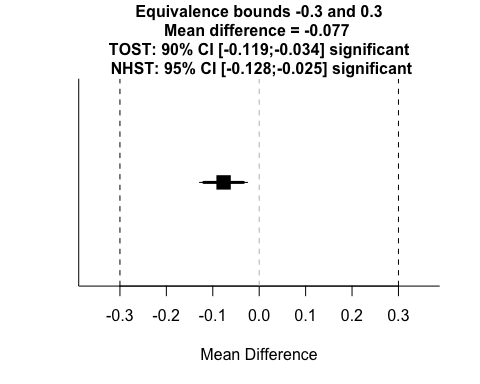 Equivalence bounds -0.3 and 0.3
Mean difference = -0.077
TOST: 90% CI [-0.119;-0.034] significant
NHST: 95% CI [-0.128;-0.025] significant
-0.3 -0.2 -0.1 0.0 0.1 0.2 0.3
Mean Difference